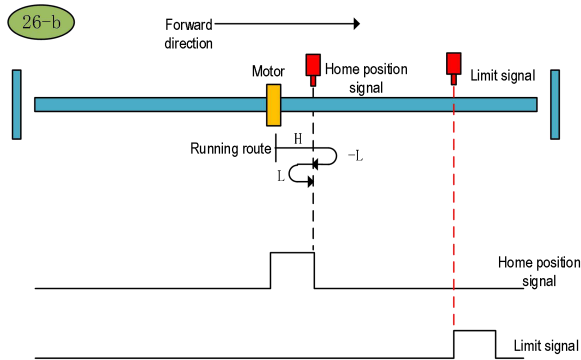 26-b
Forward
direction
Motor
Home position
signal
Limit signal
Running route
H
-L
L
Home position
signal
Limit signal